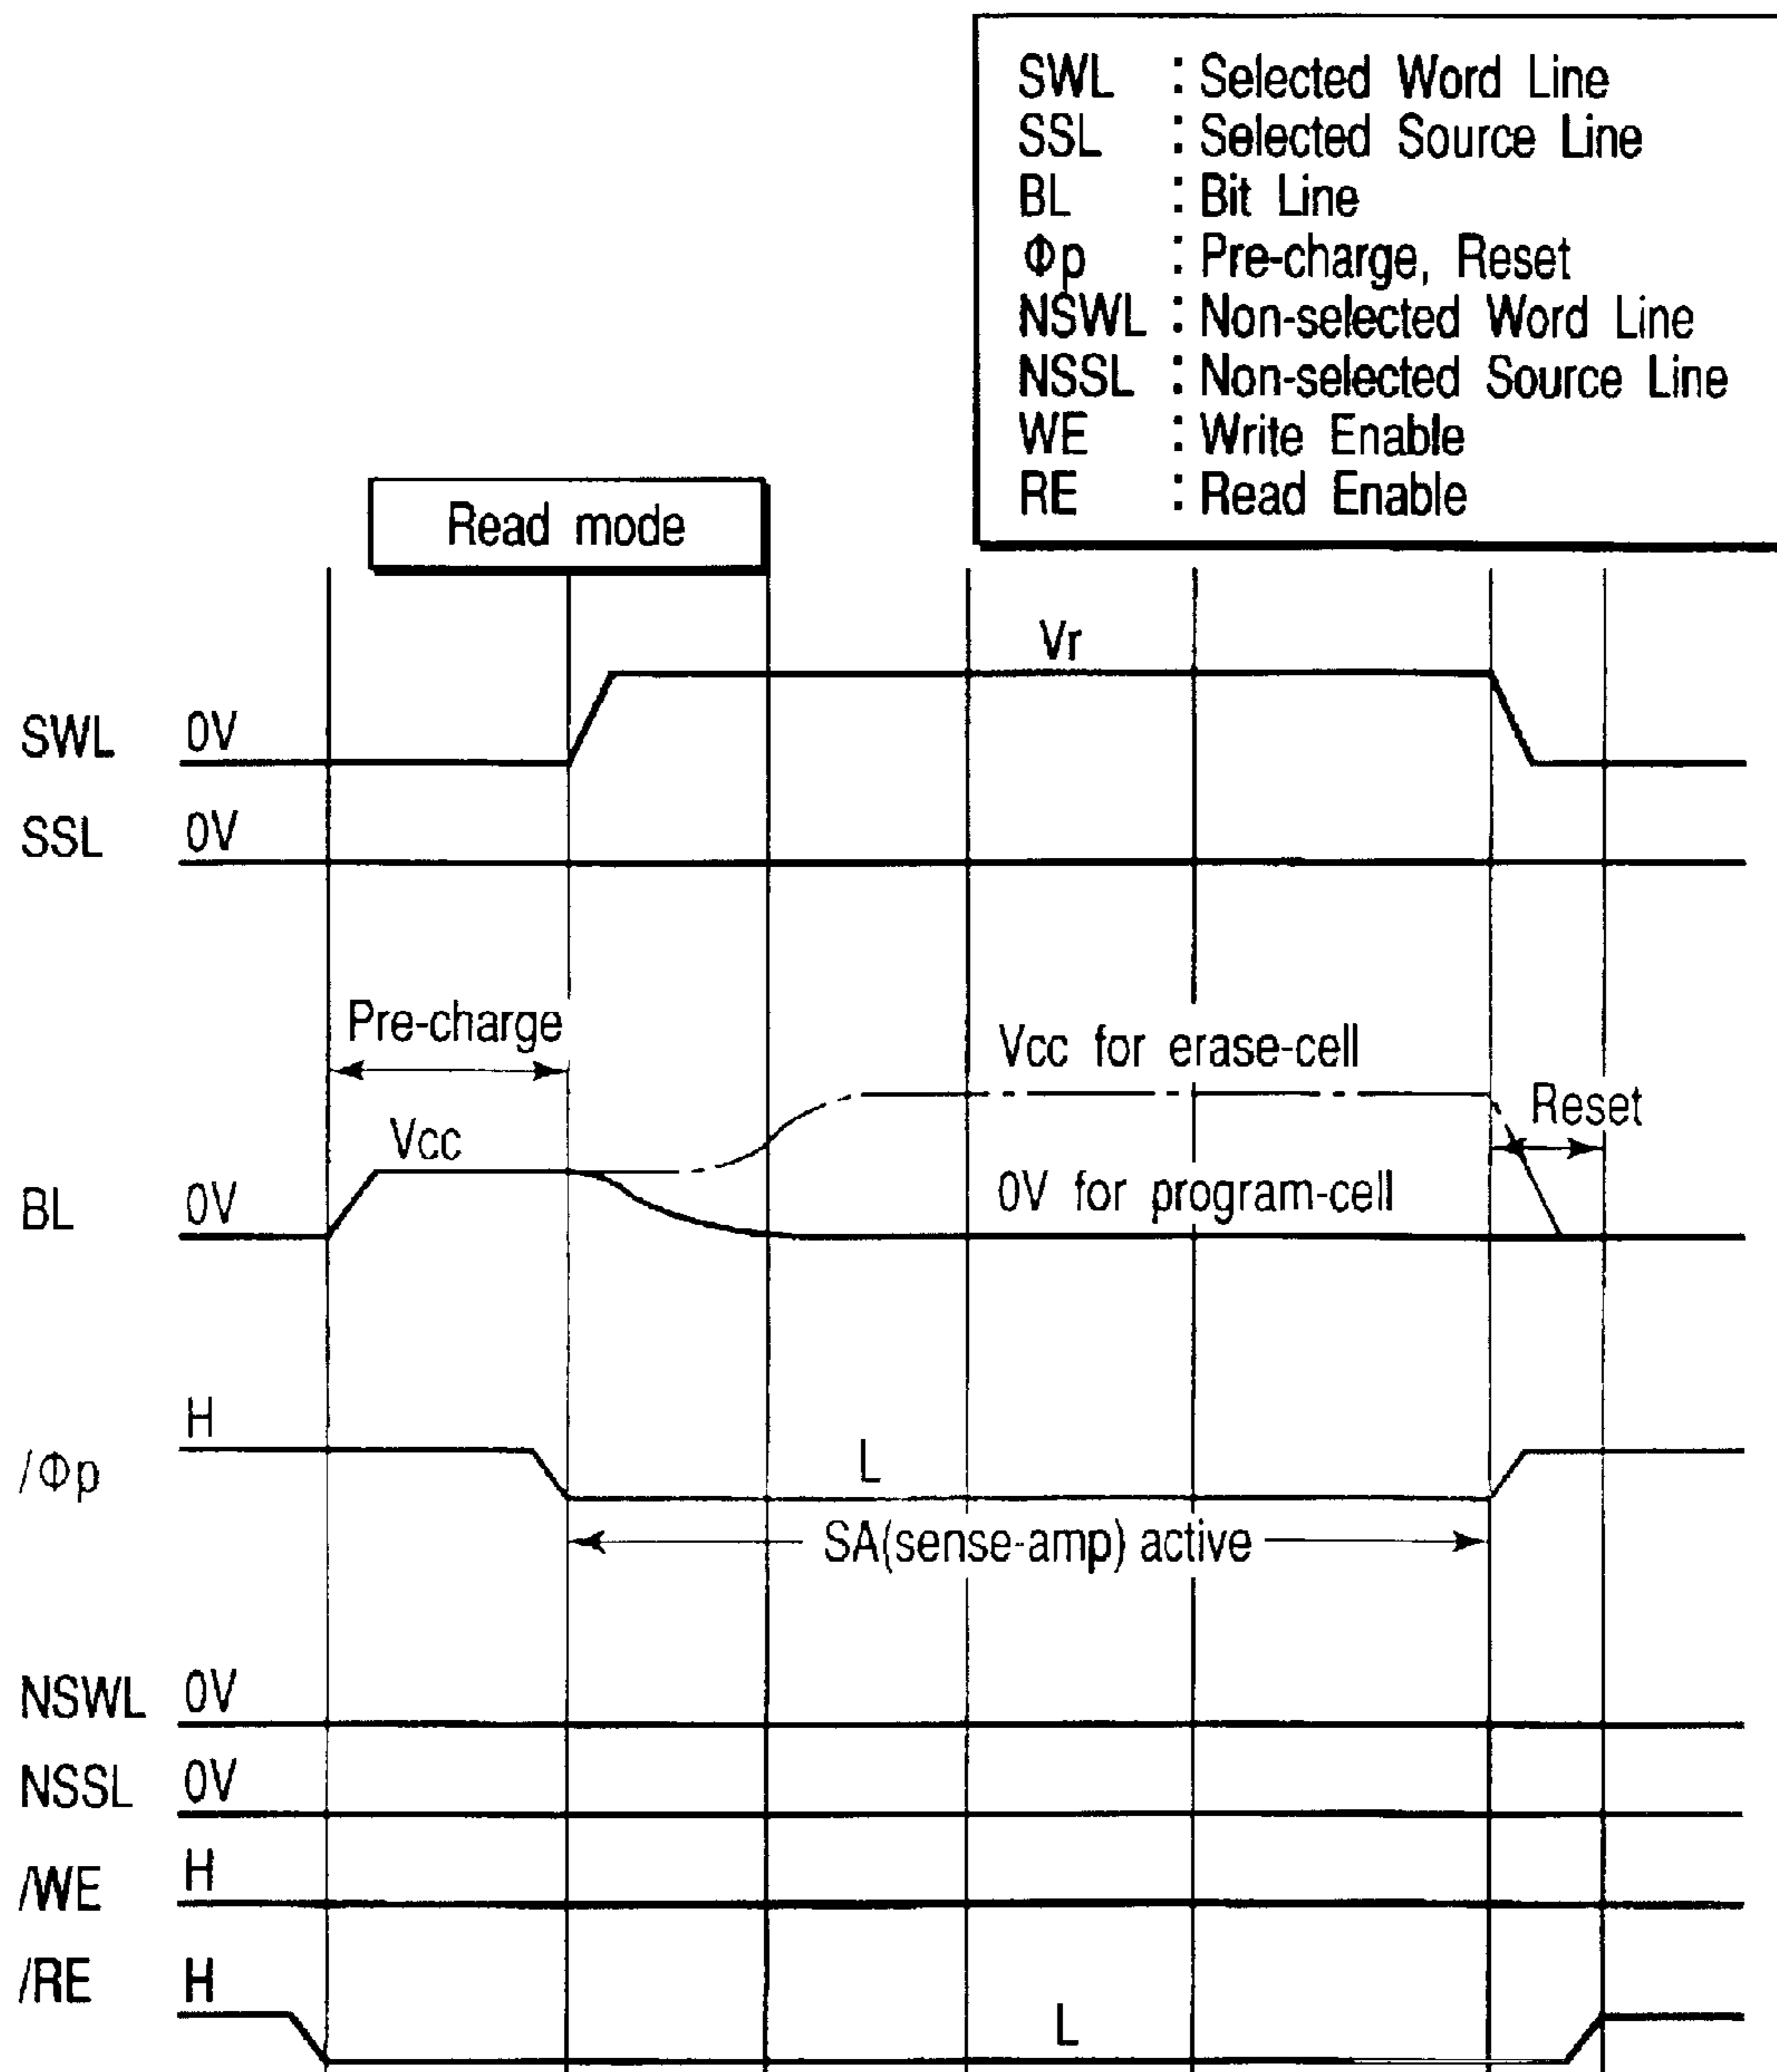 SWL : Selected Word Line
SSL : Selected Source Line
BL : Bit Line
Φp : Pre-charge, Reset
NSWL : Non-selected Word Line
NSSL : Non-selected Source Line
WE : Write Enable
RE : Read Enable
Read mode
Vr
SWL 0V
SSL 0V
Pre-charge
Vcc for erase-cell
Reset
Vcc
BL 0V
0V for program-cell
H
/Φp
L
SA(sense-amp) active
NSWL 0V
NSSL 0V
/WE H
/RE H
L